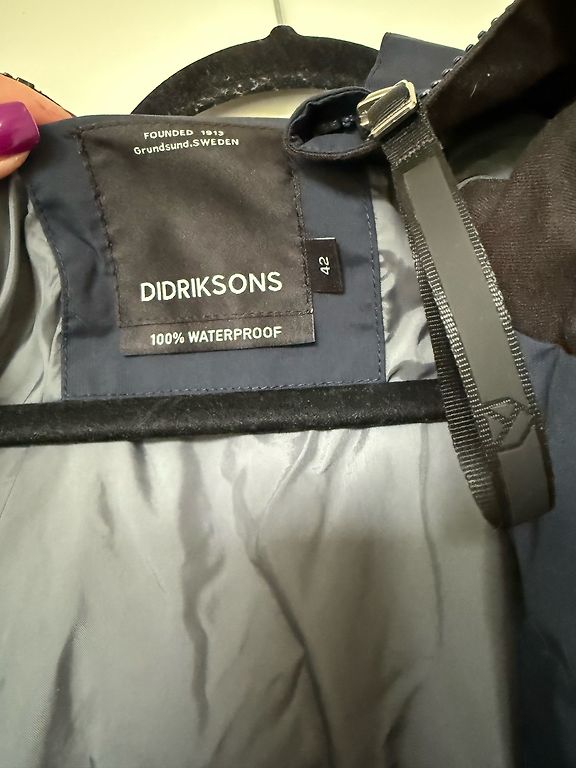 FOUNDED 1913
Grundsund.SWEDEN
DIDRIKSONS
42
100% WATERPROOF